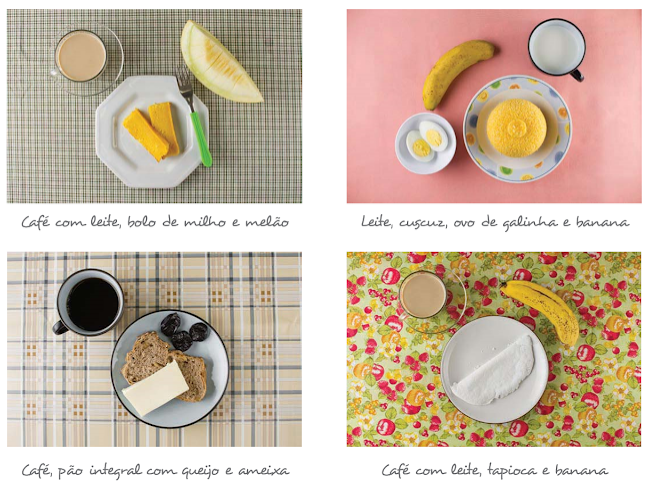 Café com leite, bolo de milho e melão
Leite, cuscuz, ovo de galinha e banana
Café, pão integral com queijo e ameixa
Café com leite, tapioca e banana